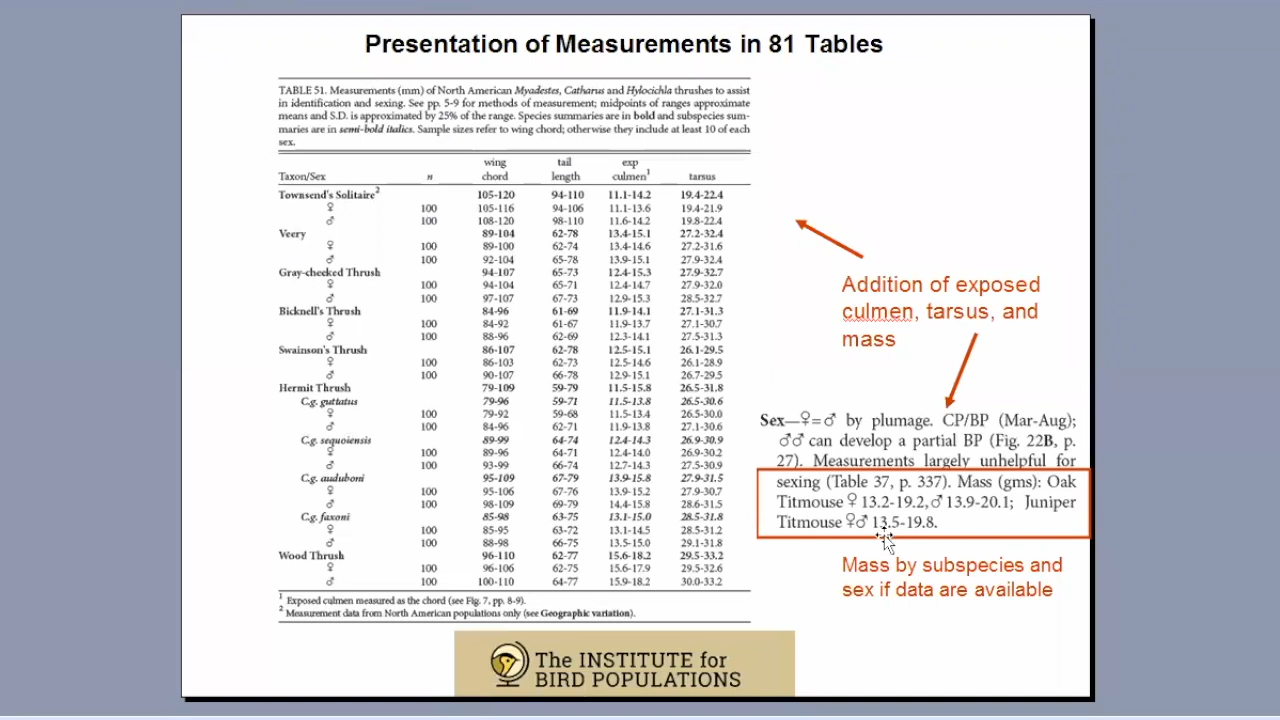 Presentation of Measurements in 81 Tables
TABLE 51. Measurements (mm) of North American Myadestes, Catharus and Hylocichla thrushes to assist
in identification and sexing. See pp. 5-9 for methods of measurement; midpoints of ranges approximate
means and S.D. is approximated by 25% of the range. Species summaries are in bold and subspecies sum-
maries are in semi-bold italics. Sample sizes refer to wing chord; otherwise they include at least 10 of each
sex.
wing tail exp
Taxon/Sex n chord length culmen1 tarsus
Townsend's Solitaire2 105-120 94-110 11.1-14.2 19.4-22.4
♀ 100 105-116 94-106 11.1-13.6 19.4-21.9
♂ 100 108-120 98-110 11.6-14.2 19.8-22.4
Veery 89-104 62-78 13.4-15.1 27.2-32.4
♀ 100 89-100 62-74 13.4-14.6 27.2-31.6
♂ 100 92-104 65-78 13.9-15.1 27.9-32.4
Gray-cheeked Thrush 94-107 65-73 12.4-15.3 27.9-32.7
♀ 100 94-104 65-71 12.4-14.7 27.9-32.0
♂ 100 97-107 67-73 12.9-15.3 28.5-32.7
Bicknell's Thrush 84-96 61-69 11.9-14.1 27.1-31.3
♀ 100 84-92 61-67 11.9-13.7 27.1-30.7
♂ 100 88-96 62-69 12.3-14.1 27.5-31.3
Swainson's Thrush 86-107 62-78 12.5-15.1 26.1-29.5
♀ 100 86-103 62-73 12.5-14.6 26.1-28.9
♂ 100 90-107 66-78 12.9-15.1 26.7-29.5
Hermit Thrush 79-109 59-79 11.5-15.8 26.5-31.8
C.g. guttatus 79-96 59-71 11.5-13.8 26.5-30.6
♀ 100 79-92 59-68 11.5-13.4 26.5-30.0
♂ 100 84-96 62-71 11.9-13.8 27.1-30.6
C.g. sequoiensis 89-99 64-74 12.4-14.3 26.9-30.9
♀ 100 89-96 64-71 12.4-14.0 26.9-30.2
♂ 100 93-99 66-74 12.7-14.3 27.5-30.9
C.g. auduboni 95-109 67-79 13.9-15.8 27.9-31.5
♀ 100 95-106 67-76 13.9-15.2 27.9-30.7
♂ 100 98-109 69-79 14.4-15.8 28.6-31.5
C.g. faxoni 85-98 63-75 13.1-15.0 28.5-31.8
♀ 100 85-95 63-72 13.1-14.5 28.5-31.2
♂ 100 88-98 66-75 13.5-15.0 29.1-31.8
Wood Thrush 96-110 62-77 15.6-18.2 29.5-33.2
♀ 100 96-106 62-75 15.6-17.9 29.5-32.6
♂ 100 100-110 64-77 15.9-18.2 30.0-33.2
1 Exposed culmen measured as the chord (see Fig. 7, pp. 8-9).
2 Measurement data from North American populations only (see Geographic variation).
Addition of exposed
culmen, tarsus, and
mass
Sex—♀=♂ by plumage. CP/BP (Mar-Aug);
♂♂ can develop a partial BP (Fig. 22B, p.
27). Measurements largely unhelpful for
sexing (Table 37, p. 337). Mass (gms): Oak
Titmouse ♀ 13.2-19.2, ♂ 13.9-20.1; Juniper
Titmouse ♀♂ 13.5-19.8.
Mass by subspecies and
sex if data are available
The INSTITUTE for
BIRD POPULATIONS